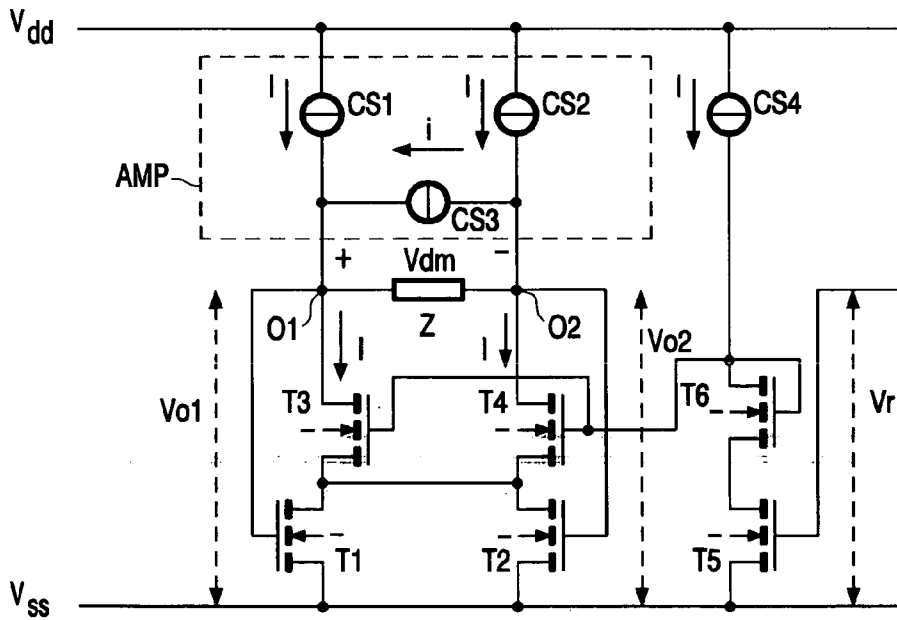 Vdd
I CS1 I CS2 I CS4
i
AMP
CS3
+ Vdm −
O1 Z O2
I I Vo2
Vo1 T3 T4 T6 Vr
T1 T2 T5
Vss